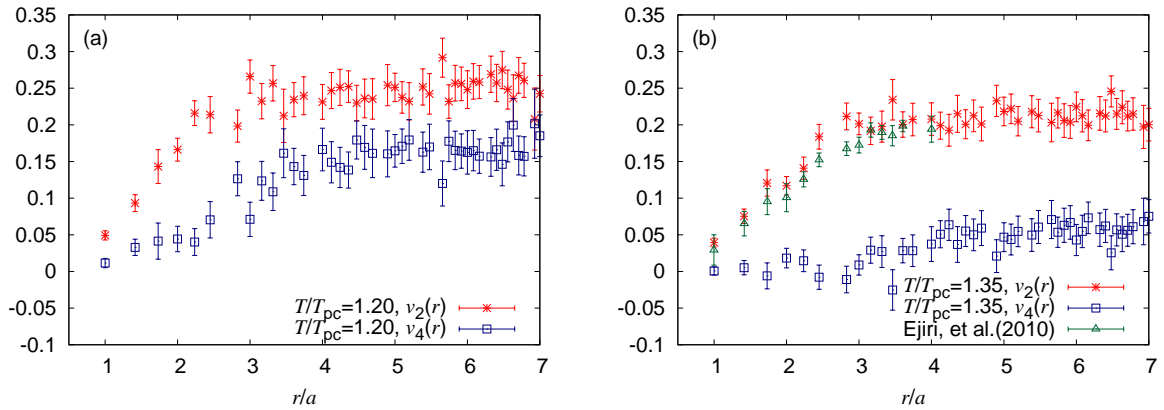 (a)
0.35
0.3
0.25
0.2
0.15
0.1
0.05
0
-0.05
-0.1
T/Tpc=1.20, v2(r)
T/Tpc=1.20, v4(r)
1 2 3 4 5 6 7
r/a
(b)
0.35
0.3
0.25
0.2
0.15
0.1
0.05
0
-0.05
-0.1
T/Tpc=1.35, v2(r)
T/Tpc=1.35, v4(r)
Ejiri, et al.(2010)
1 2 3 4 5 6 7
r/a